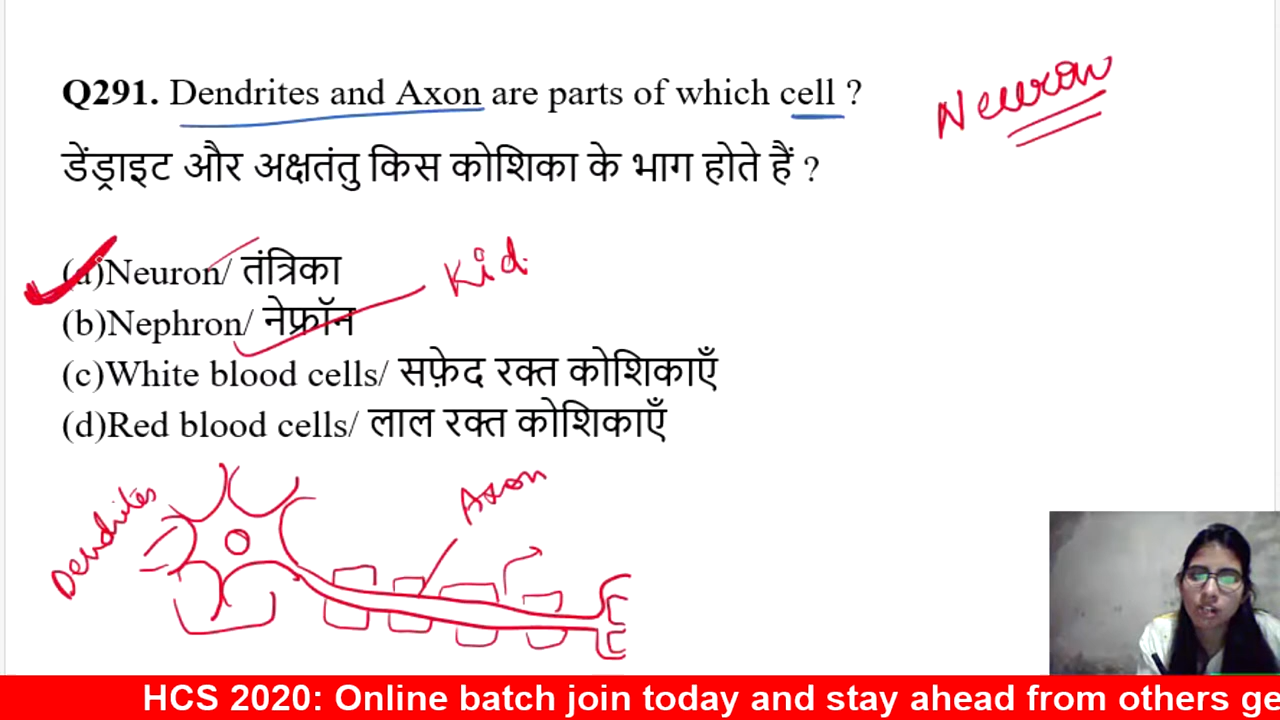 Q291. Dendrites and Axon are parts of which cell ?
Neuron
डेंड्राइट और अक्षतंतु किस कोशिका के भाग होते हैं ?
(a)Neuron/ तंत्रिका
Kid.
(b)Nephron/ नेफ्रॉन
(c)White blood cells/ सफ़ेद रक्त कोशिकाएँ
(d)Red blood cells/ लाल रक्त कोशिकाएँ
Dendrites
Axon
HCS 2020: Online batch join today and stay ahead from others ge